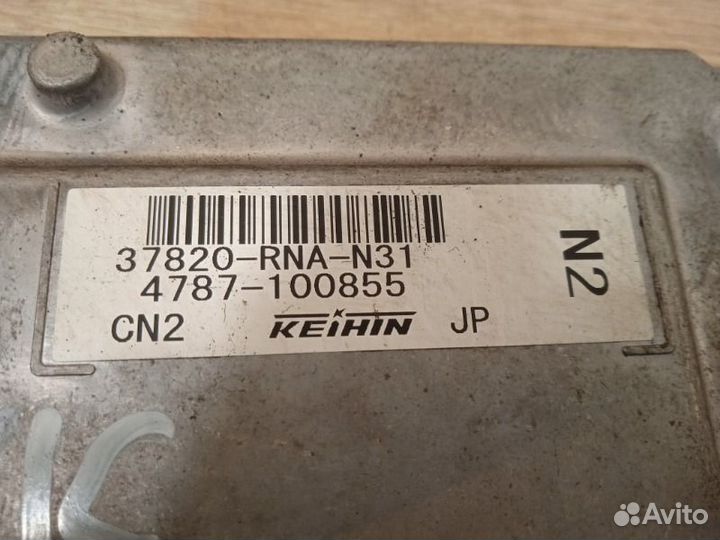 37820-RNA-N31
4787-100855
CN2 KEIHIN JP
N2
Avito